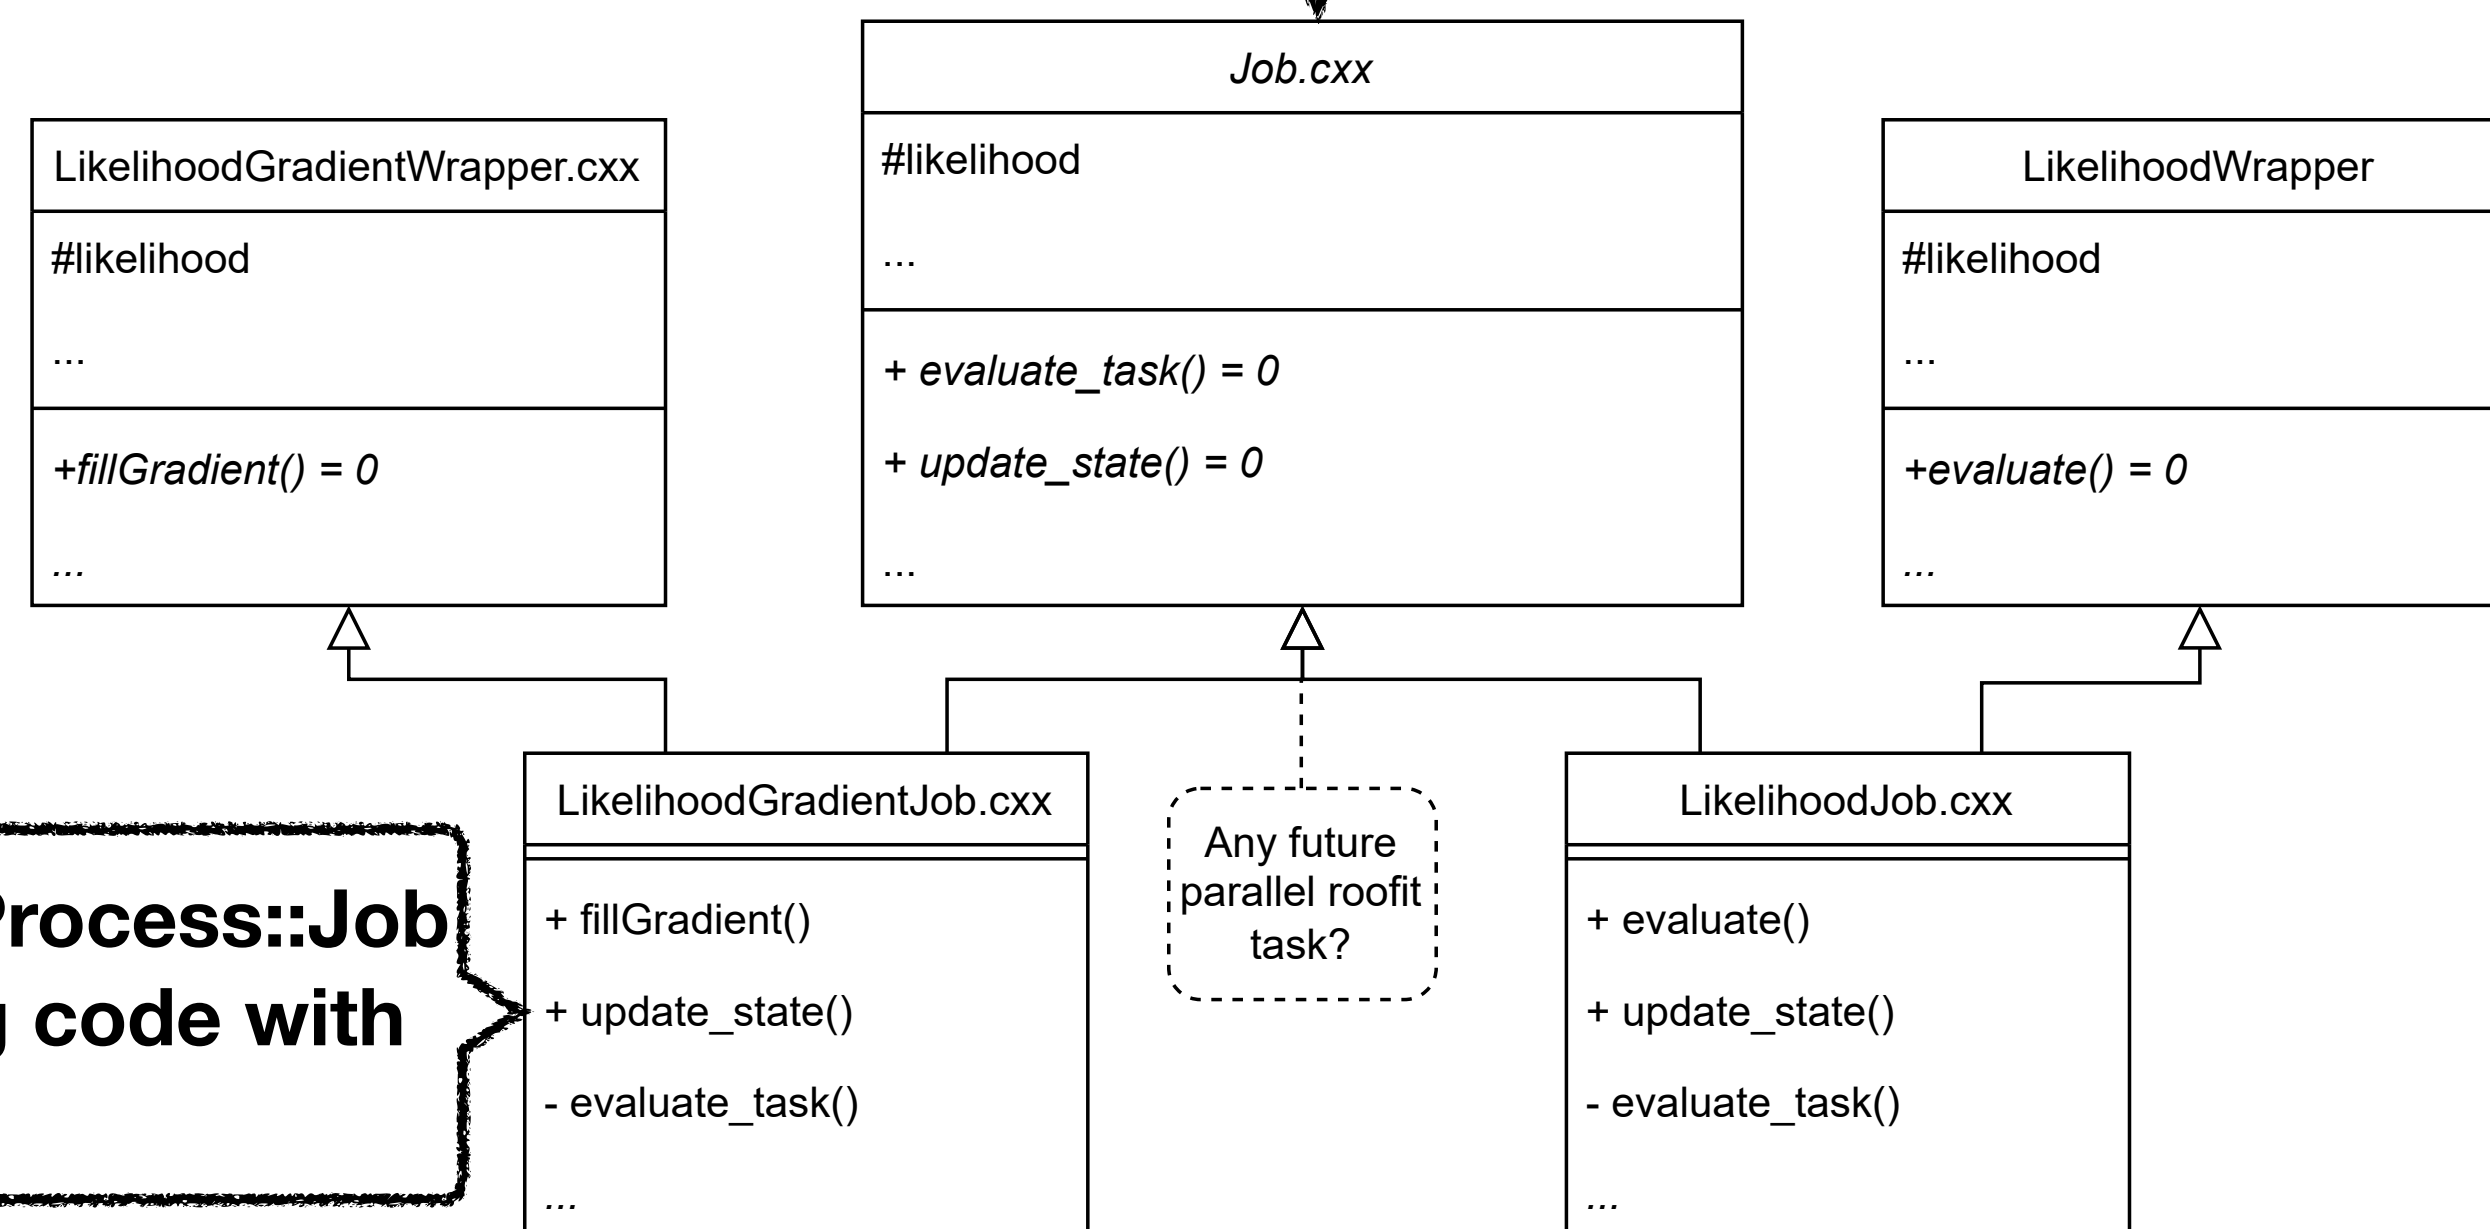 Job.cxx
#likelihood
...
+ evaluate_task() = 0
+ update_state() = 0
...
LikelihoodGradientWrapper.cxx
#likelihood
...
+fillGradient() = 0
...
LikelihoodWrapper
#likelihood
...
+evaluate() = 0
...
Process::Job
g code with
LikelihoodGradientJob.cxx
+ fillGradient()
+ update_state()
- evaluate_task()
...
Any future
parallel roofit
task?
LikelihoodJob.cxx
+ evaluate()
+ update_state()
- evaluate_task()
...